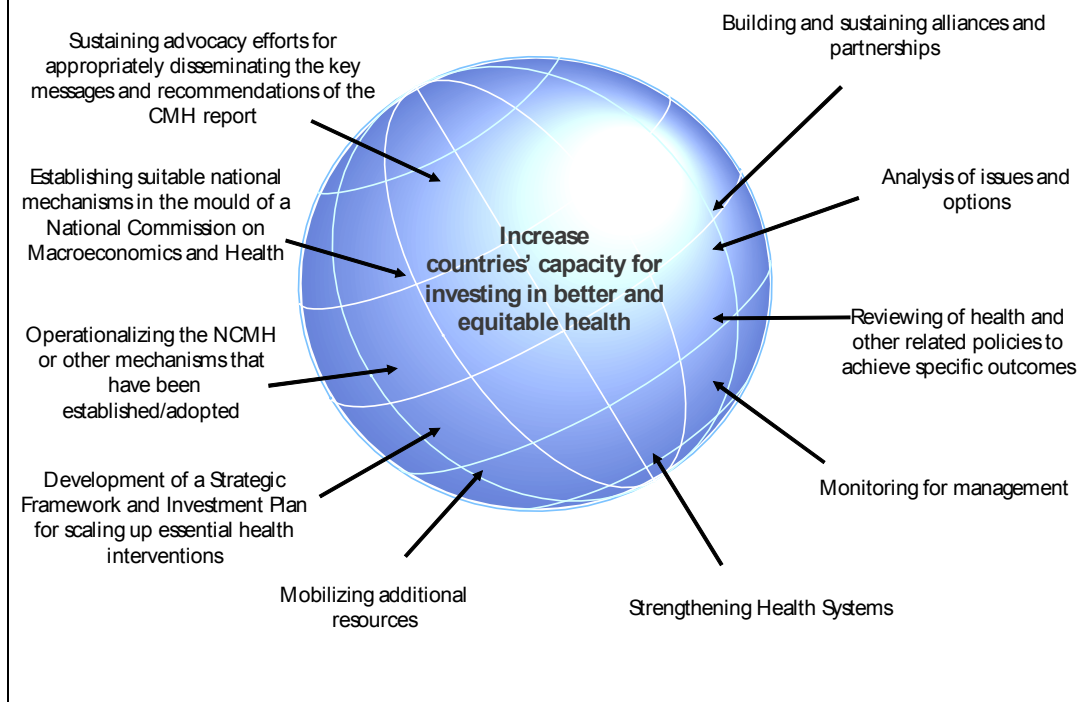 Sustaining advocacy efforts for
appropriately disseminating the key
messages and recommendations of the
CMH report
Establishing suitable national
mechanisms in the mould of a
National Commission on
Macroeconomics and Health
Operationalizing the NCMH
or other mechanisms that
have been
established/adopted
Development of a Strategic
Framework and Investment Plan
for scaling up essential health
interventions
Mobilizing additional
resources
Increase
countries’ capacity for
investing in better and
equitable health
Building and sustaining alliances and
partnerships
Analysis of issues and
options
Reviewing of health and
other related policies to
achieve specific outcomes
Monitoring for management
Strengthening Health Systems